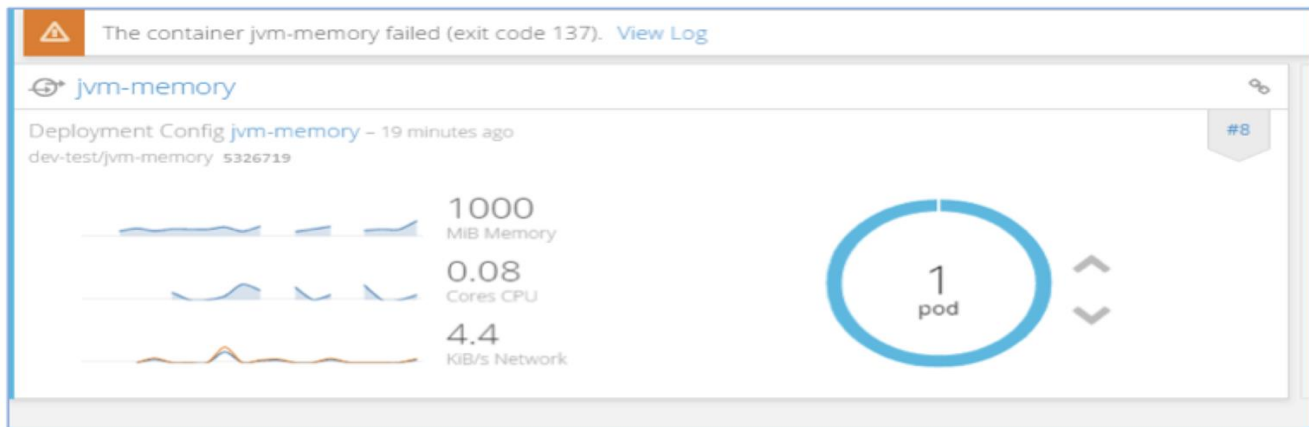 The container jvm-memory failed (exit code 137). View Log
jvm-memory
Deployment Config jvm-memory – 19 minutes ago
#8
dev-test/jvm-memory 5326719
1000
MiB Memory
0.08
Cores CPU
4.4
KiB/s Network
1
pod